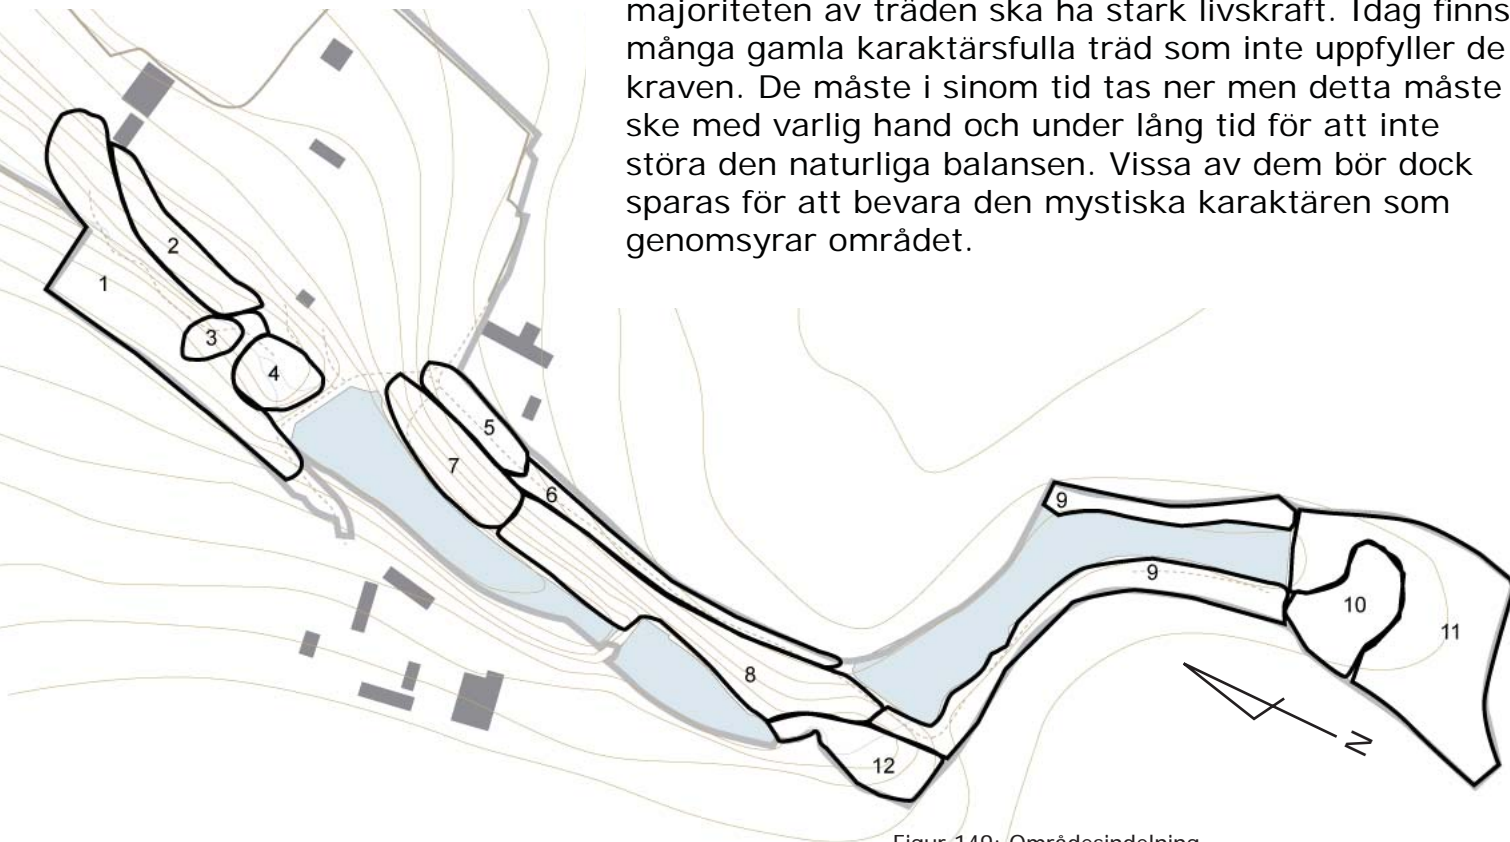 majoriteten av träden ska ha stark livskraft. Idag finns
många gamla karaktärsfulla träd som inte uppfyller de
kraven. De måste i sinom tid tas ner men detta måste
ske med varlig hand och under lång tid för att inte
störa den naturliga balansen. Vissa av dem bör dock
sparas för att bevara den mystiska karaktären som
genomsyrar området.
2
1
3
4
5
7
6
9
9
10
11
8
12
N
Figur 149: Områdesindelning